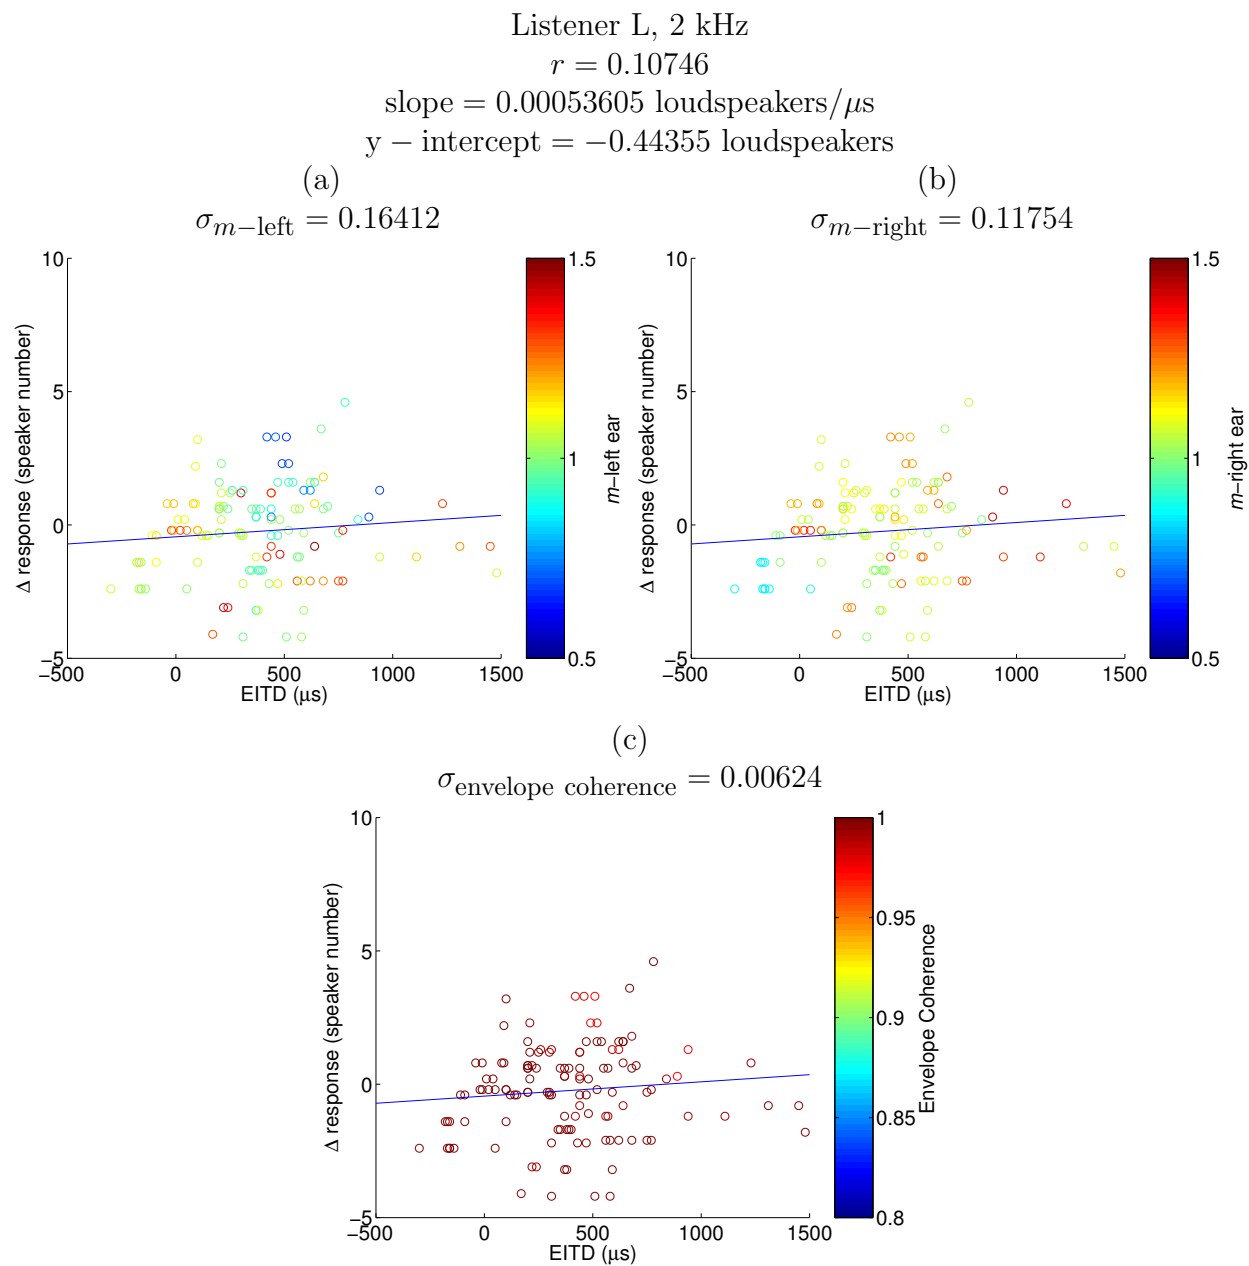 Listener L, 2 kHz
r = 0.10746
slope = 0.00053605 loudspeakers/μs
y − intercept = −0.44355 loudspeakers
(a)
σm−left = 0.16412
10
5
0
−5
−500
0
500
1000
1500
Δ response (speaker number)
EITD (μs)
1.5
1
0.5
m−left ear
(b)
σm−right = 0.11754
10
5
0
−5
−500
0
500
1000
1500
Δ response (speaker number)
EITD (μs)
1.5
1
0.5
m−right ear
(c)
σenvelope coherence = 0.00624
10
5
0
−5
−500
0
500
1000
1500
Δ response (speaker number)
EITD (μs)
1
0.95
0.9
0.85
0.8
Envelope Coherence